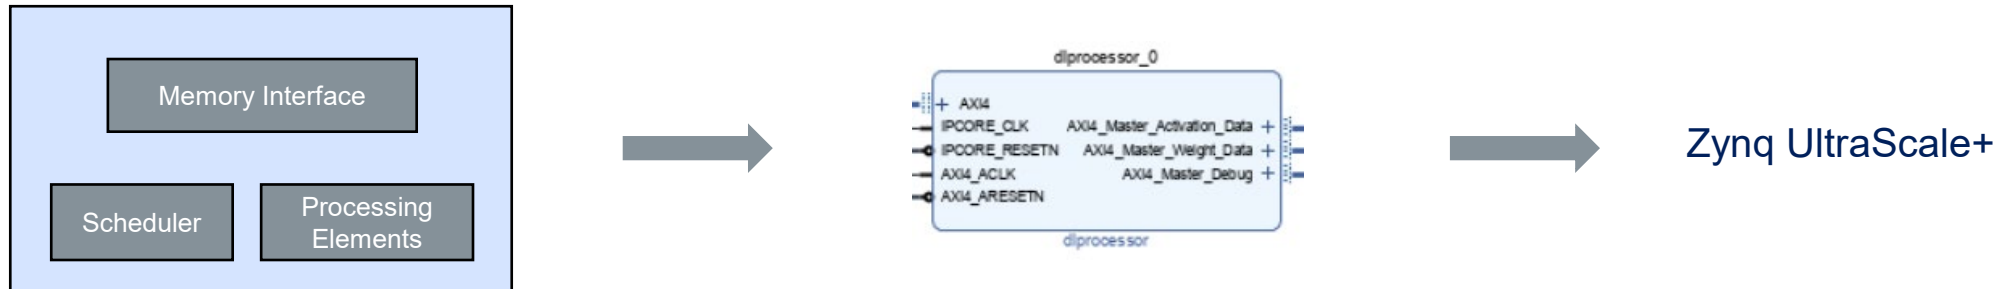 Memory Interface
Scheduler
Processing
Elements
dlprocessor_0
AXI4
IPCORE_CLK
IPCORE_RESETN
AXI4_ACLK
AXI4_ARESETN
AXI4_Master_Activation_Data
AXI4_Master_Weight_Data
AXI4_Master_Debug
dlprocessor
Zynq UltraScale+